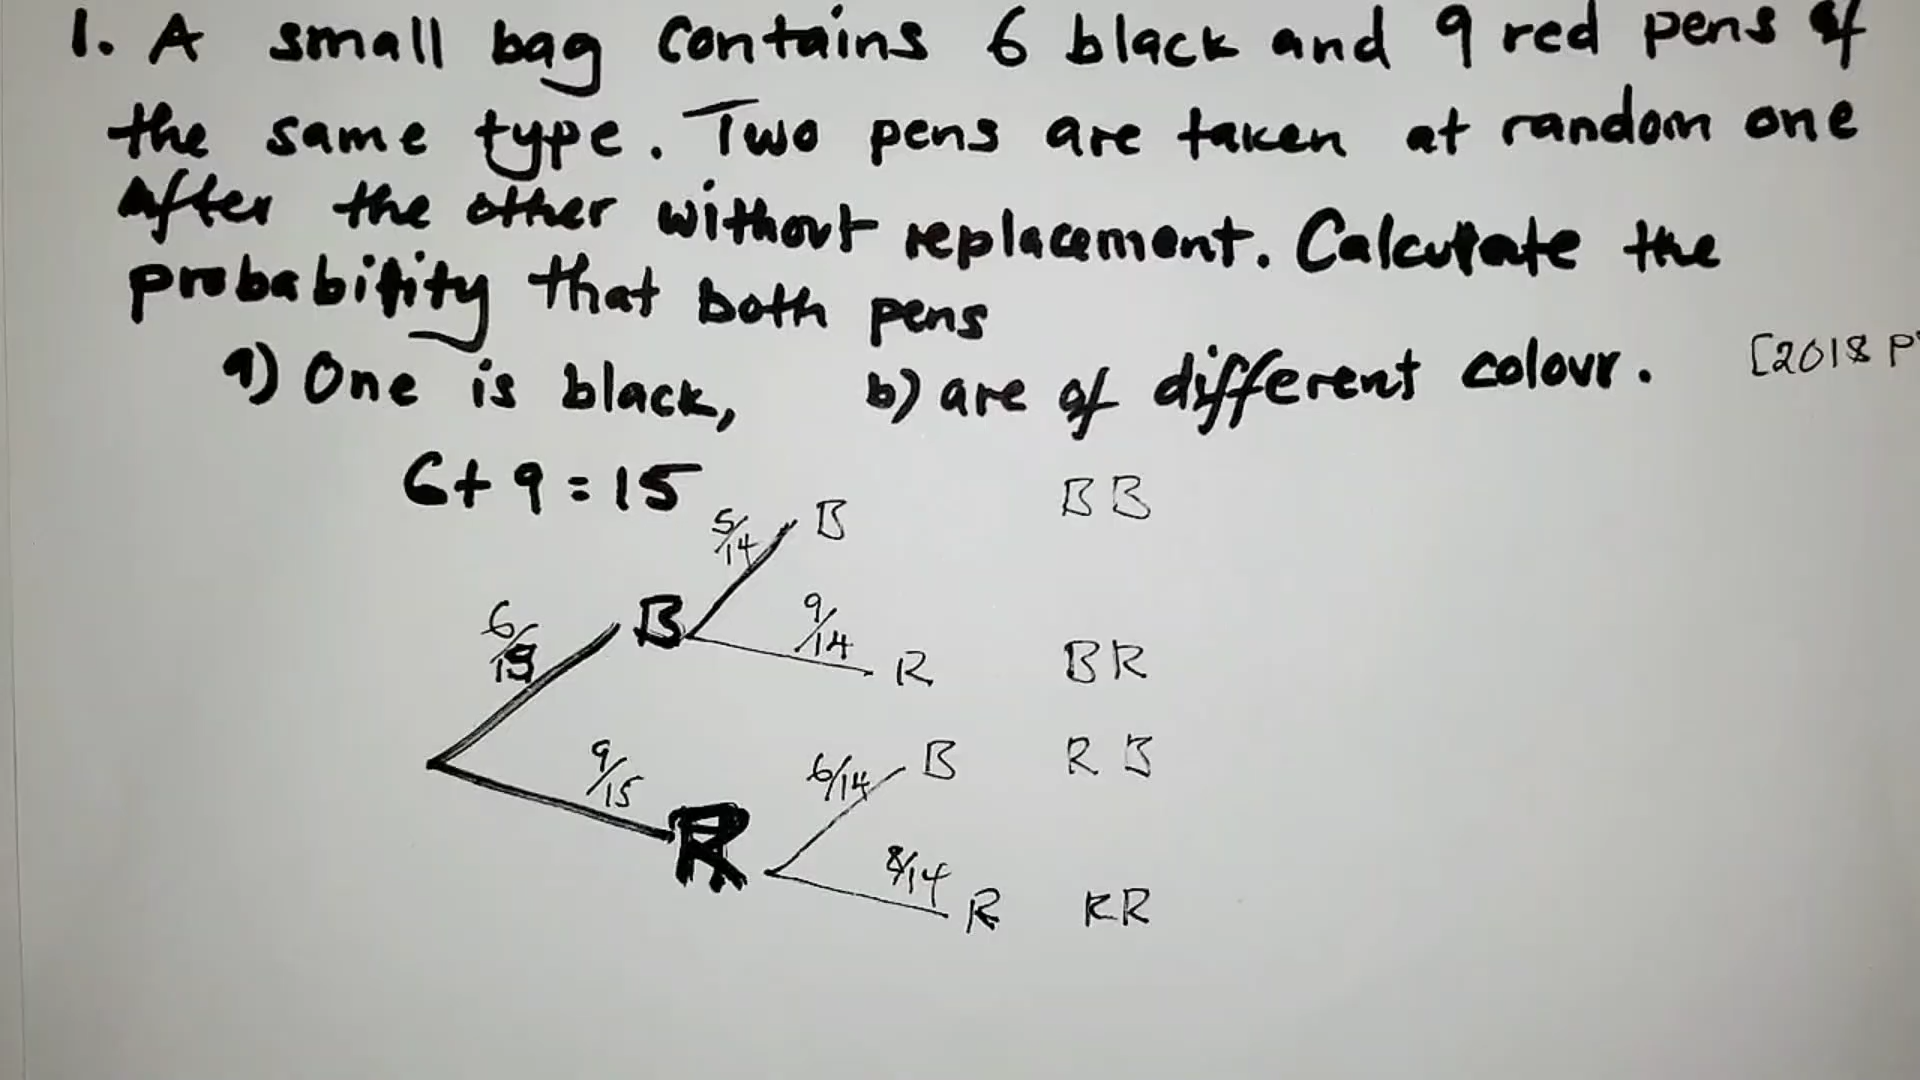 1. A small bag contains 6 black and 9 red pens of
the same type. Two pens are taken at random one
after the other without replacement. Calculate the
probability that both pens
a) One is black, b) are of different colour. [2018 P
6+9=15
5/14 B BB
6/15 B 9/14 R BR
9/15 R 6/14 B RB
8/14 R RR